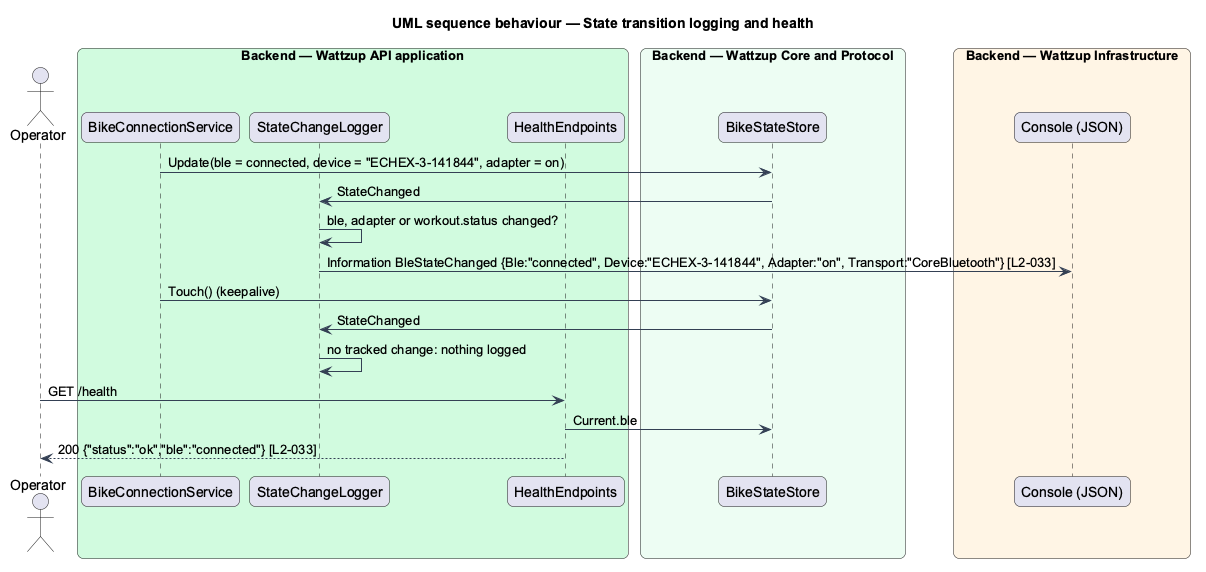 UML sequence behaviour — State transition logging and health
Backend — Wattzup API application
Backend — Wattzup Core and Protocol
Backend — Wattzup Infrastructure
Operator
BikeConnectionService
StateChangeLogger
HealthEndpoints
BikeStateStore
Console (JSON)
Update(ble = connected, device = "ECHEX-3-141844", adapter = on)
StateChanged
ble, adapter or workout.status changed?
Information BleStateChanged {Ble:"connected", Device:"ECHEX-3-141844", Adapter:"on", Transport:"CoreBluetooth"} [L2-033]
Touch() (keepalive)
StateChanged
no tracked change: nothing logged
GET /health
Current.ble
200 {"status":"ok","ble":"connected"} [L2-033]
Operator
BikeConnectionService
StateChangeLogger
HealthEndpoints
BikeStateStore
Console (JSON)